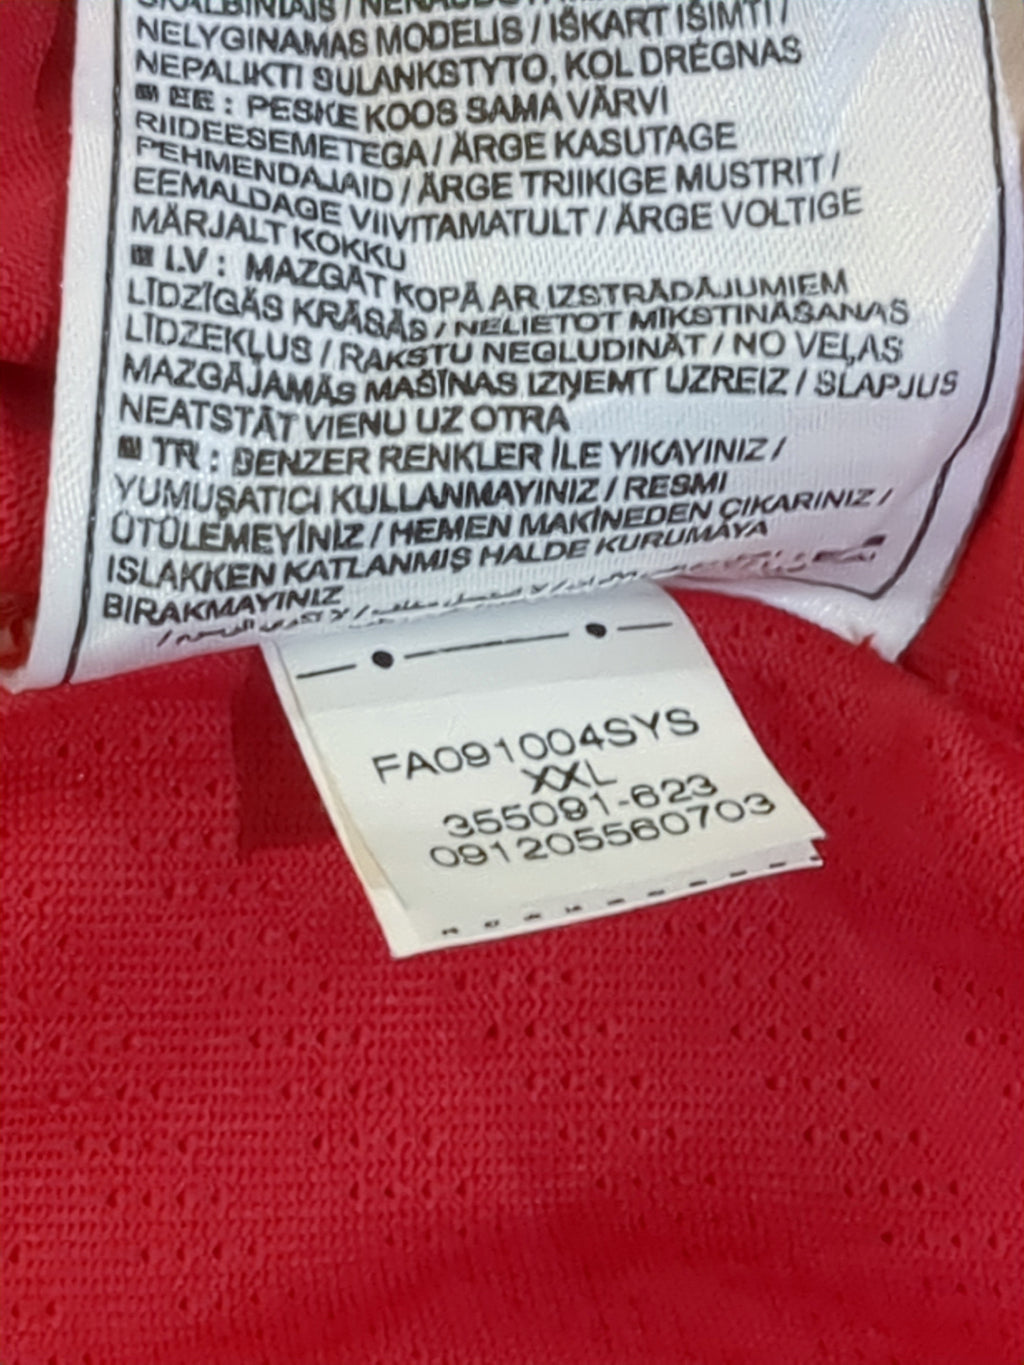 NELYGINAMAS MODELIS / IŠKART IŠIMTI /
NEPALIKTI SULANKSTYTO, KOL DRĖGNAS
EE : PESKE KOOS SAMA VÄRVI
RIIDEESEMETEGA / ÄRGE KASUTAGE
PEHMENDAJAID / ÄRGE TRIIKIGE MUSTRIT /
EEMALDAGE VIIVITAMATULT / ÄRGE VOLTIGE
MÄRJALT KOKKU
LV : MAZGĀT KOPĀ AR IZSTRĀDĀJUMIEM
LĪDZĪGĀS KRĀSĀS / NELIETOT MĪKSTINĀŠANAS
LĪDZEKĻUS / RAKSTU NEGLUDINĀT / NO VEĻAS
MAZGĀJAMĀS MAŠĪNAS IZŅEMT UZREIZ / SLAPJUS
NEATSTĀT VIENU UZ OTRA
TR : BENZER RENKLER İLE YIKAYINIZ /
YUMUŞATICI KULLANMAYINIZ / RESMI
ÜTÜLEMEYİNİZ / HEMEN MAKİNEDEN ÇIKARINIZ /
ISLAKKEN KATLANMIŞ HALDE KURUMAYA
BIRAKMAYINIZ
FA091004SYS
XXL
355091-623
091205560703